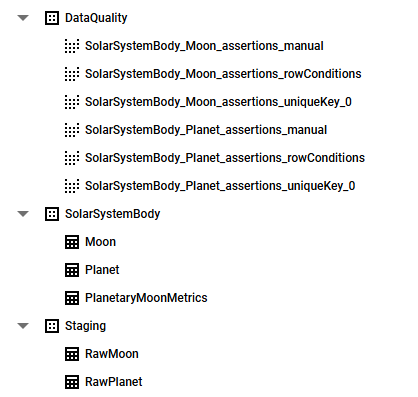 DataQuality
SolarSystemBody_Moon_assertions_manual
SolarSystemBody_Moon_assertions_rowConditions
SolarSystemBody_Moon_assertions_uniqueKey_0
SolarSystemBody_Planet_assertions_manual
SolarSystemBody_Planet_assertions_rowConditions
SolarSystemBody_Planet_assertions_uniqueKey_0
SolarSystemBody
Moon
Planet
PlanetaryMoonMetrics
Staging
RawMoon
RawPlanet